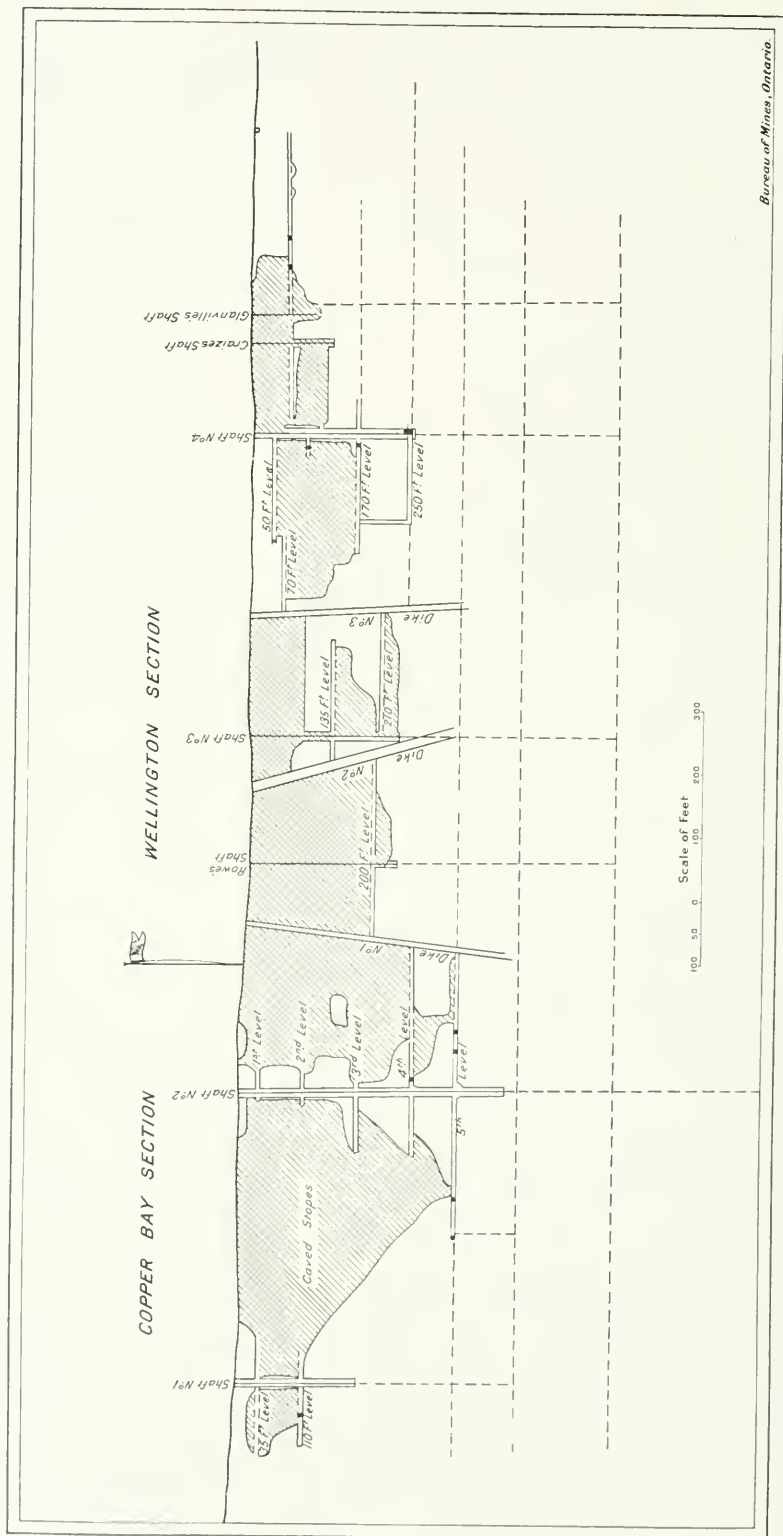 COPPER BAY SECTION
WELLINGTON SECTION
Shaft Nº1
75 Ft Level
110 Ft Level
Caved Stopes
Shaft Nº2
1st Level
2nd Level
3rd Level
4th Level
5th Level
Dike Nº1
Rowe's
Shaft
200 Ft Level
Dike Nº2
Shaft Nº3
135 Ft Level
210 Ft Level
Dike Nº3
50 Ft Level
70 Ft Level
170 Ft Level
250 Ft Level
Shaft Nº4
Craizes Shaft
Glanville's Shaft
Scale of Feet
100 50 0 100 200 300
Bureau of Mines, Ontario.